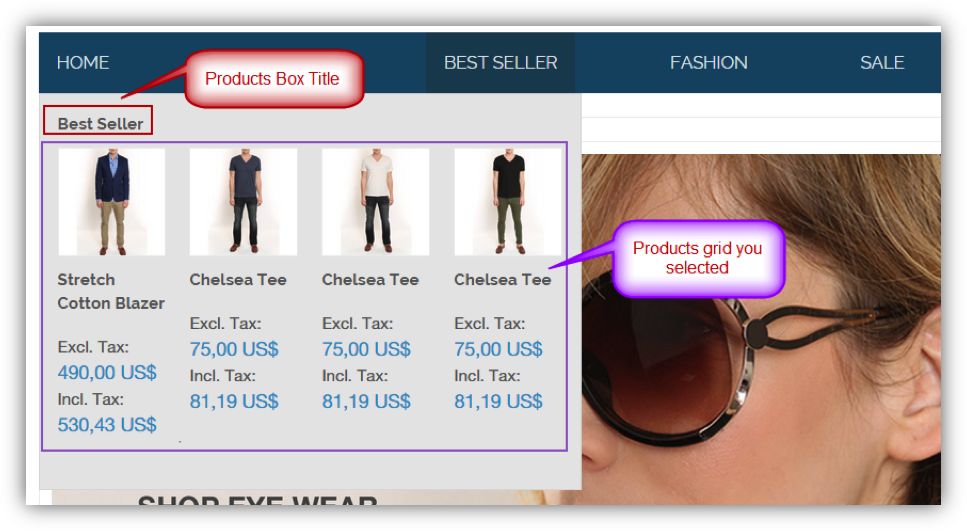 HOME BEST SELLER FASHION SALE
Products Box Title
Best Seller
Products grid you
selected
Stretch
Cotton Blazer
Excl. Tax:
490,00 US$
Incl. Tax:
530,43 US$
Chelsea Tee
Excl. Tax:
75,00 US$
Incl. Tax:
81,19 US$
Chelsea Tee
Excl. Tax:
75,00 US$
Incl. Tax:
81,19 US$
Chelsea Tee
Excl. Tax:
75,00 US$
Incl. Tax:
81,19 US$
SHOP EYE WEAR